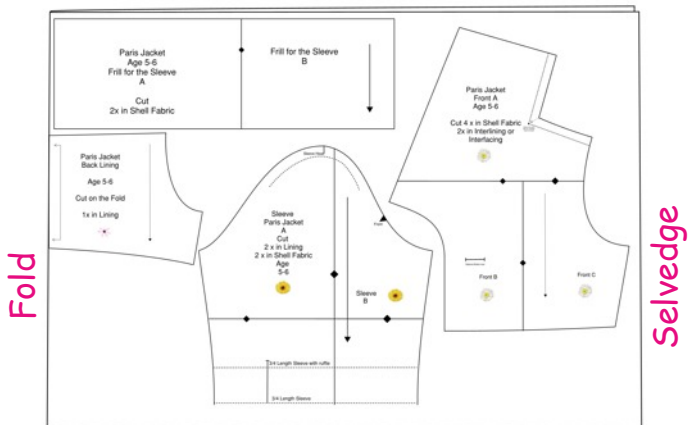 Fold
Paris Jacket
Age 5-6
Frill for the Sleeve
A
Cut
2x in Shell Fabric
Frill for the Sleeve
B
Paris Jacket
Back Lining
Age 5-6
Cut on the Fold
1x in Lining
Sleeve
Paris Jacket
A
Cut
2 x in Lining
2 x in Shell Fabric
Age
5-6
Front
Sleeve
B
3/4 Length Sleeve with ruffle
3/4 Length Sleeve
Paris Jacket
Front A
Age 5-6
Cut 4 x in Shell Fabric
2x in Interlining or
Interfacing
Front B
Front C
Selvedge